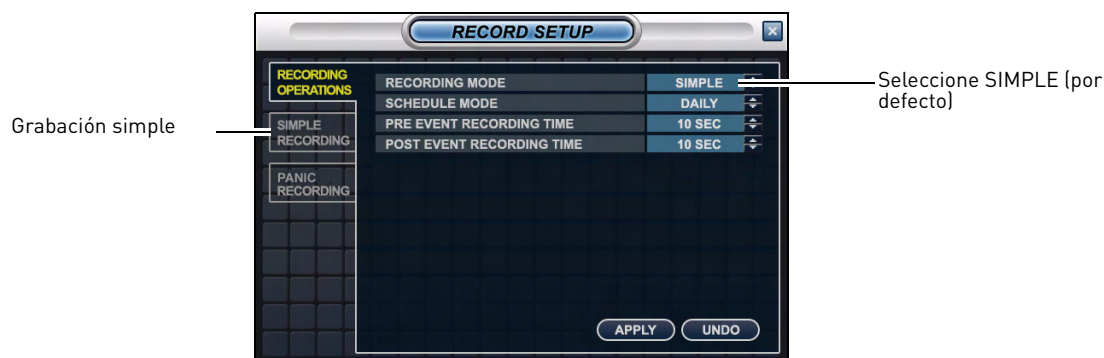 RECORD SETUP
RECORDING
OPERATIONS
SIMPLE
RECORDING
PANIC
RECORDING
RECORDING MODE SIMPLE
SCHEDULE MODE DAILY
PRE EVENT RECORDING TIME 10 SEC
POST EVENT RECORDING TIME 10 SEC
APPLY UNDO
Grabación simple
Seleccione SIMPLE (por
defecto)